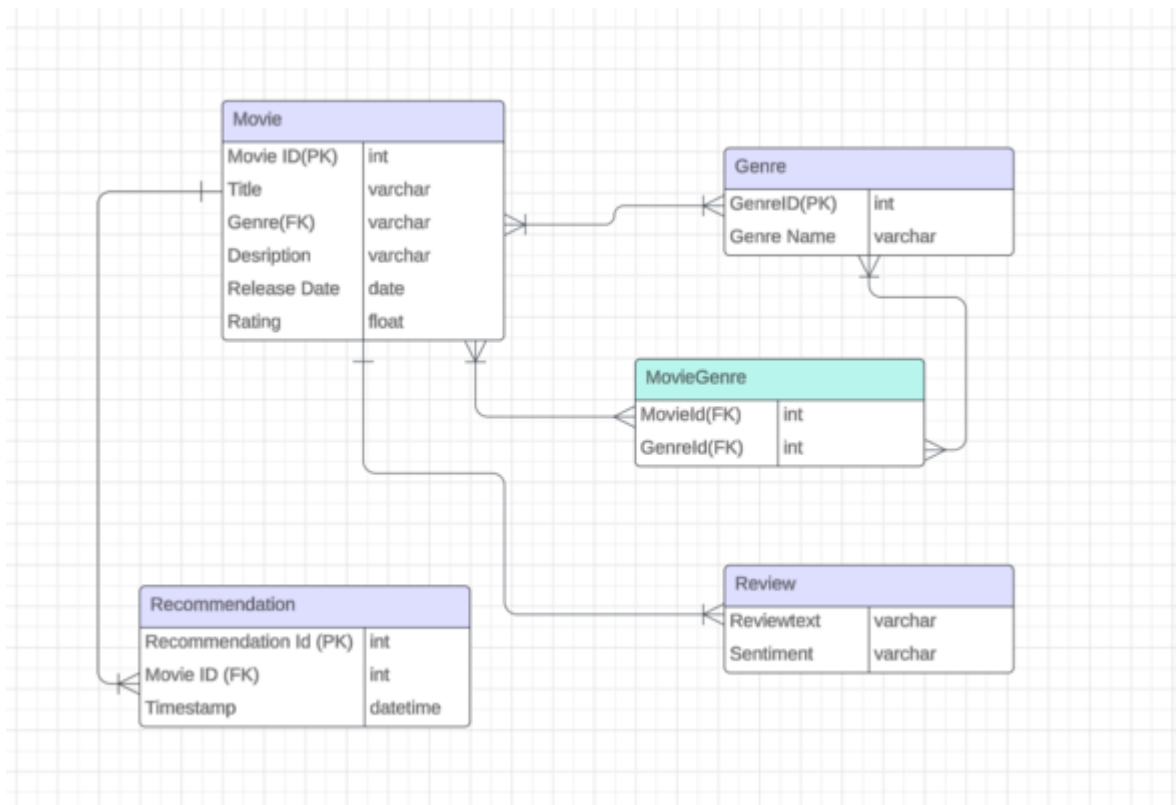 Movie
Movie ID(PK) int
Title varchar
Genre(FK) varchar
Desription varchar
Release Date date
Rating float
Genre
GenreID(PK) int
Genre Name varchar
MovieGenre
MovieId(FK) int
GenreId(FK) int
Recommendation
Recommendation Id (PK) int
Movie ID (FK) int
Timestamp datetime
Review
Reviewtext varchar
Sentiment varchar